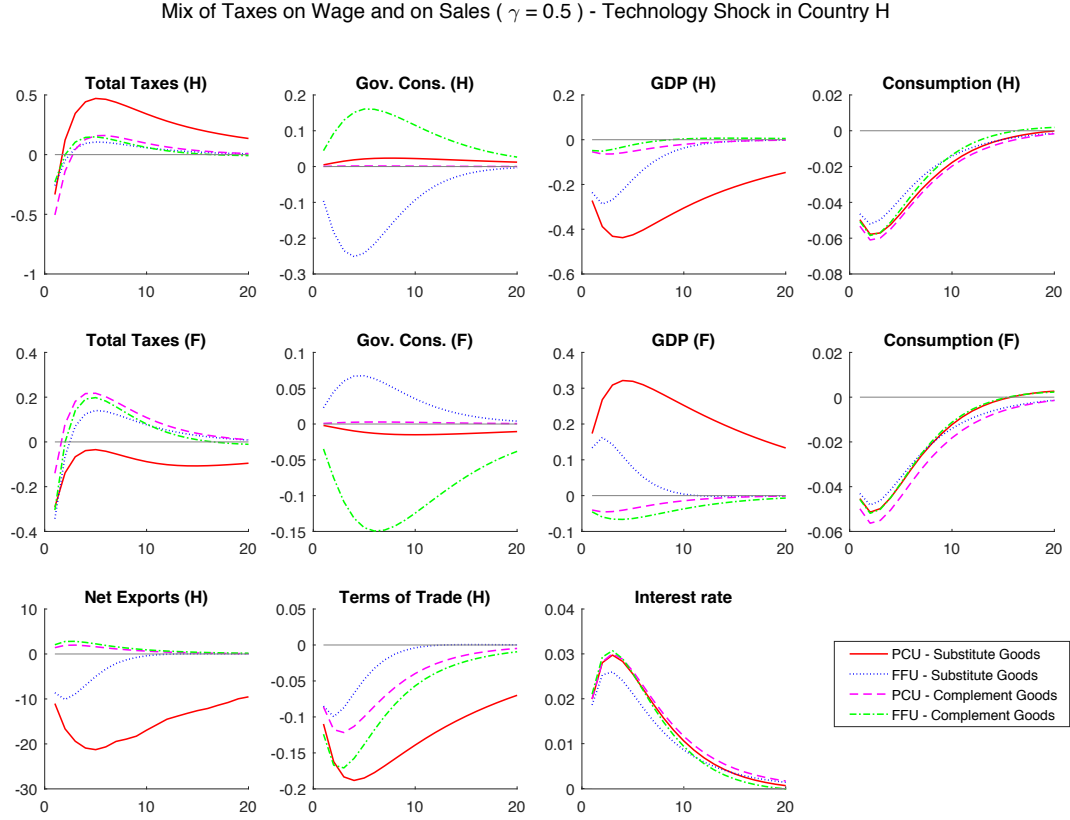 Mix of Taxes on Wage and on Sales ( γ = 0.5 ) - Technology Shock in Country H
Total Taxes (H)
0.5
0
-0.5
-1
0 10 20
Gov. Cons. (H)
0.2
0.1
0
-0.1
-0.2
-0.3
0 10 20
GDP (H)
0.2
0
-0.2
-0.4
-0.6
0 10 20
Consumption (H)
0.02
0
-0.02
-0.04
-0.06
-0.08
0 10 20
Total Taxes (F)
0.4
0.2
0
-0.2
-0.4
0 10 20
Gov. Cons. (F)
0.1
0.05
0
-0.05
-0.1
-0.15
0 10 20
GDP (F)
0.4
0.3
0.2
0.1
0
-0.1
0 10 20
Consumption (F)
0.02
0
-0.02
-0.04
-0.06
0 10 20
Net Exports (H)
10
0
-10
-20
-30
0 10 20
Terms of Trade (H)
0.05
0
-0.05
-0.1
-0.15
-0.2
0 10 20
Interest rate
0.04
0.03
0.02
0.01
0
0 10 20
PCU - Substitute Goods
FFU - Substitute Goods
PCU - Complement Goods
FFU - Complement Goods